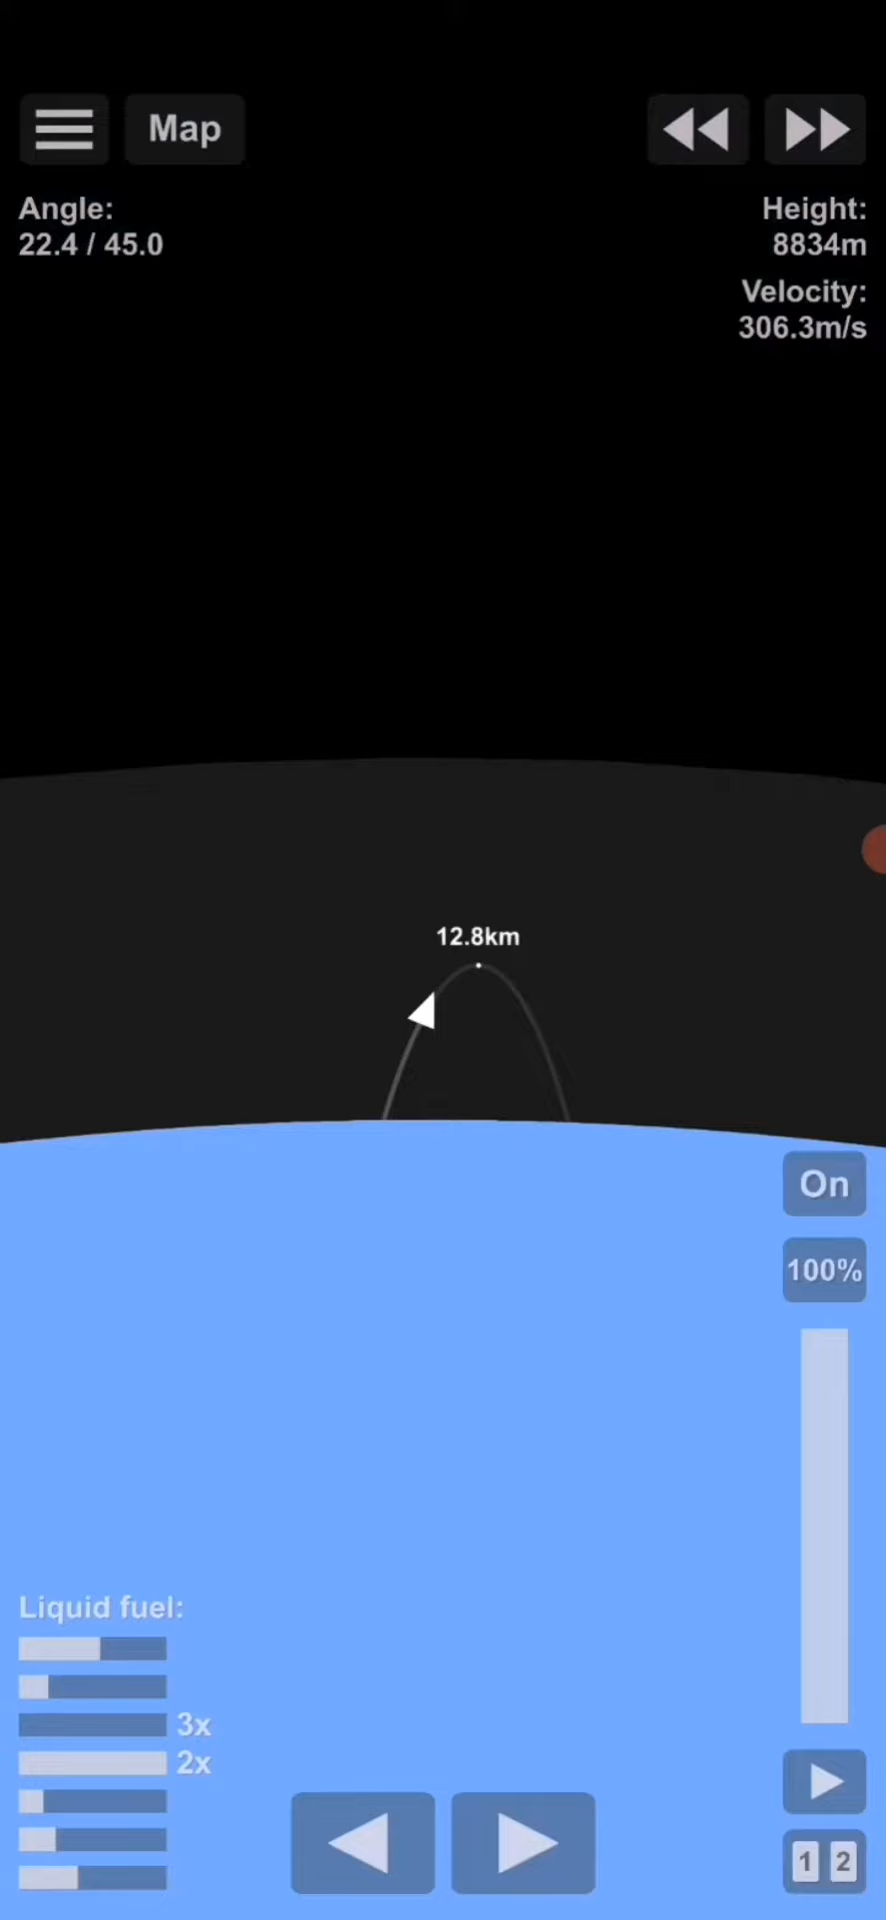 Map
Angle:
22.4 / 45.0
Height:
8834m
Velocity:
306.3m/s
12.8km
On
100%
Liquid fuel:
3x
2x
1 2